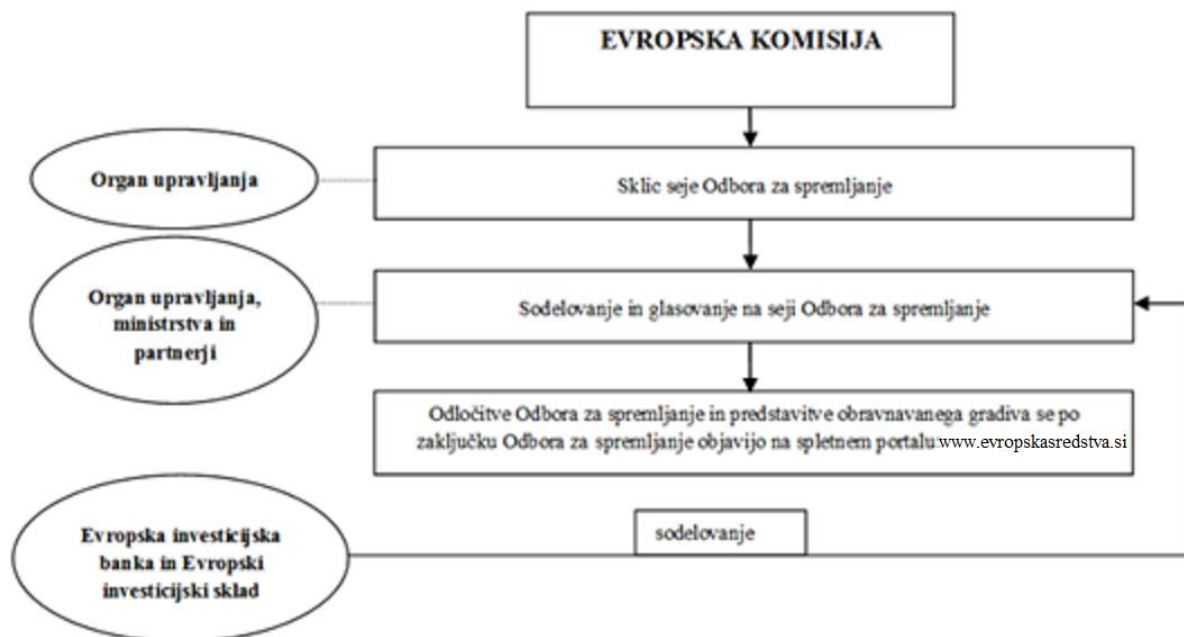 EVROPSKA KOMISIJA
Organ upravljanja
Sklic seje Odbora za spremljanje
Organ upravljanja,
ministrstva in
partnerji
Sodelovanje in glasovanje na seji Odbora za spremljanje
Odločitve Odbora za spremljanje in predstavitve obravnavanega gradiva se po
zaključku Odbora za spremljanje objavijo na spletnem portalu:www.evropskasredstva.si
Evropska investicijska
banka in Evropski
investicijski sklad
sodelovanje